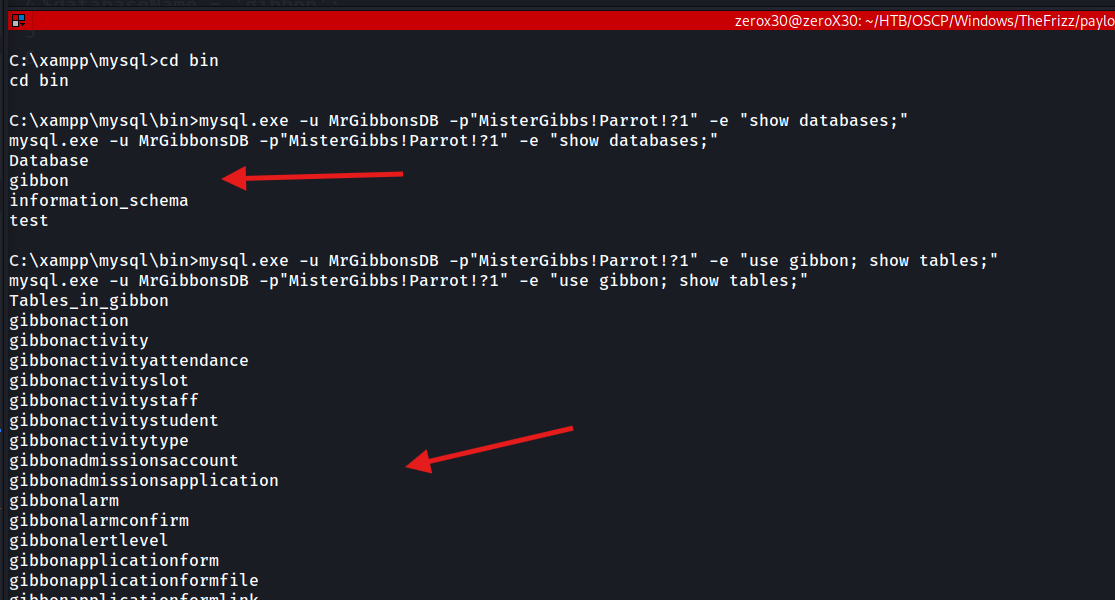 zerox30@zeroX30: ~/HTB/OSCP/Windows/TheFrizz/paylo
C:\xampp\mysql>cd bin
cd bin
C:\xampp\mysql\bin>mysql.exe -u MrGibbonsDB -p"MisterGibbs!Parrot!?1" -e "show databases;"
mysql.exe -u MrGibbonsDB -p"MisterGibbs!Parrot!?1" -e "show databases;"
Database
gibbon
information_schema
test
C:\xampp\mysql\bin>mysql.exe -u MrGibbonsDB -p"MisterGibbs!Parrot!?1" -e "use gibbon; show tables;"
mysql.exe -u MrGibbonsDB -p"MisterGibbs!Parrot!?1" -e "use gibbon; show tables;"
Tables_in_gibbon
gibbonaction
gibbonactivity
gibbonactivityattendance
gibbonactivityslot
gibbonactivitystaff
gibbonactivitystudent
gibbonactivitytype
gibbonadmissionsaccount
gibbonadmissionsapplication
gibbonalarm
gibbonalarmconfirm
gibbonalertlevel
gibbonapplicationform
gibbonapplicationformfile
gibbonapplicationformlink